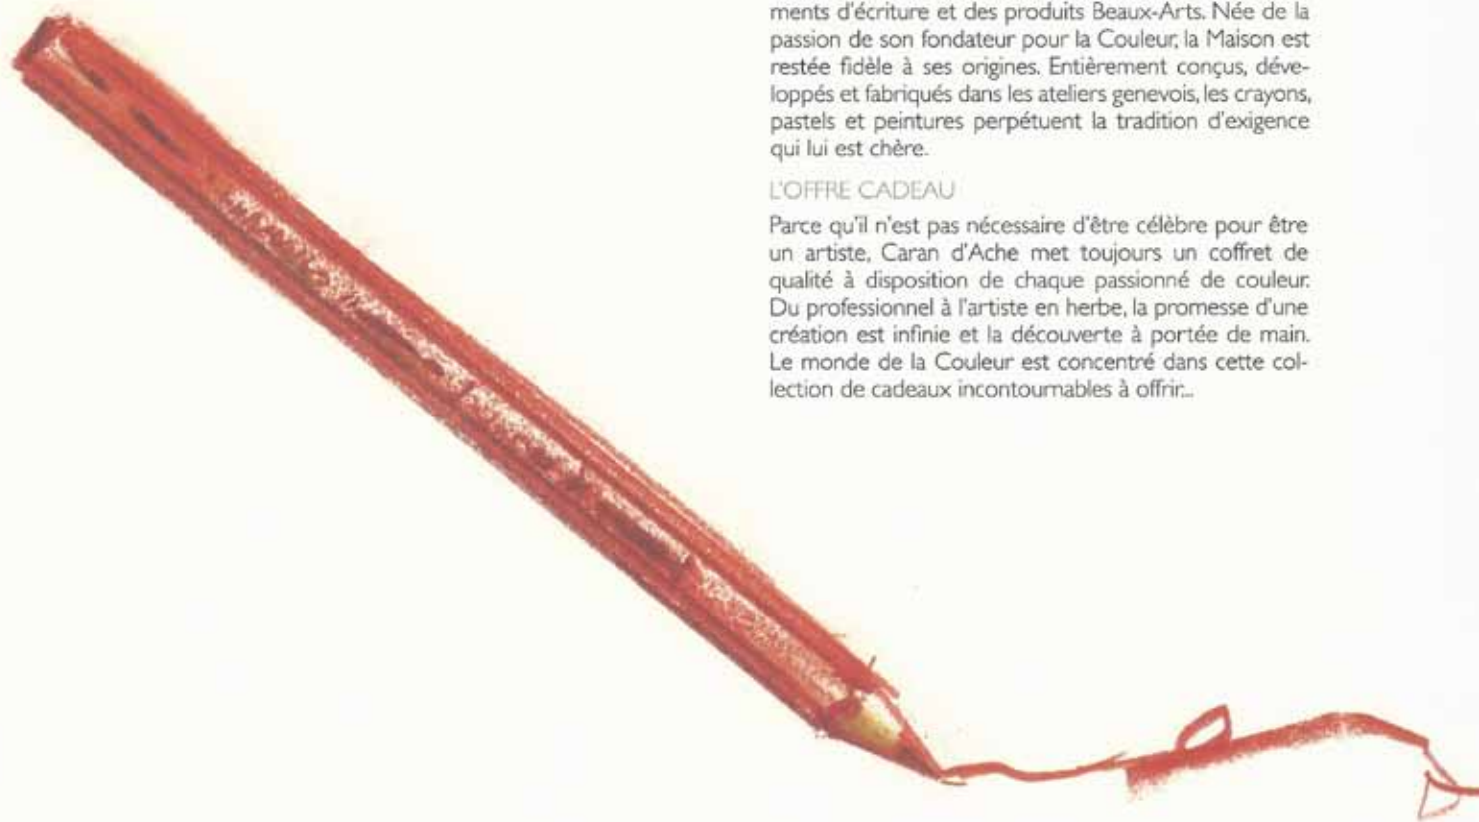 ments d'écriture et des produits Beaux-Arts. Née de la
passion de son fondateur pour la Couleur, la Maison est
restée fidèle à ses origines. Entièrement conçus, déve-
loppés et fabriqués dans les ateliers genevois, les crayons,
pastels et peintures perpétuent la tradition d'exigence
qui lui est chère.
L'OFFRE CADEAU
Parce qu'il n'est pas nécessaire d'être célèbre pour être
un artiste, Caran d'Ache met toujours un coffret de
qualité à disposition de chaque passionné de couleur.
Du professionnel à l'artiste en herbe, la promesse d'une
création est infinie et la découverte à portée de main.
Le monde de la Couleur est concentré dans cette col-
lection de cadeaux incontournables à offrir...